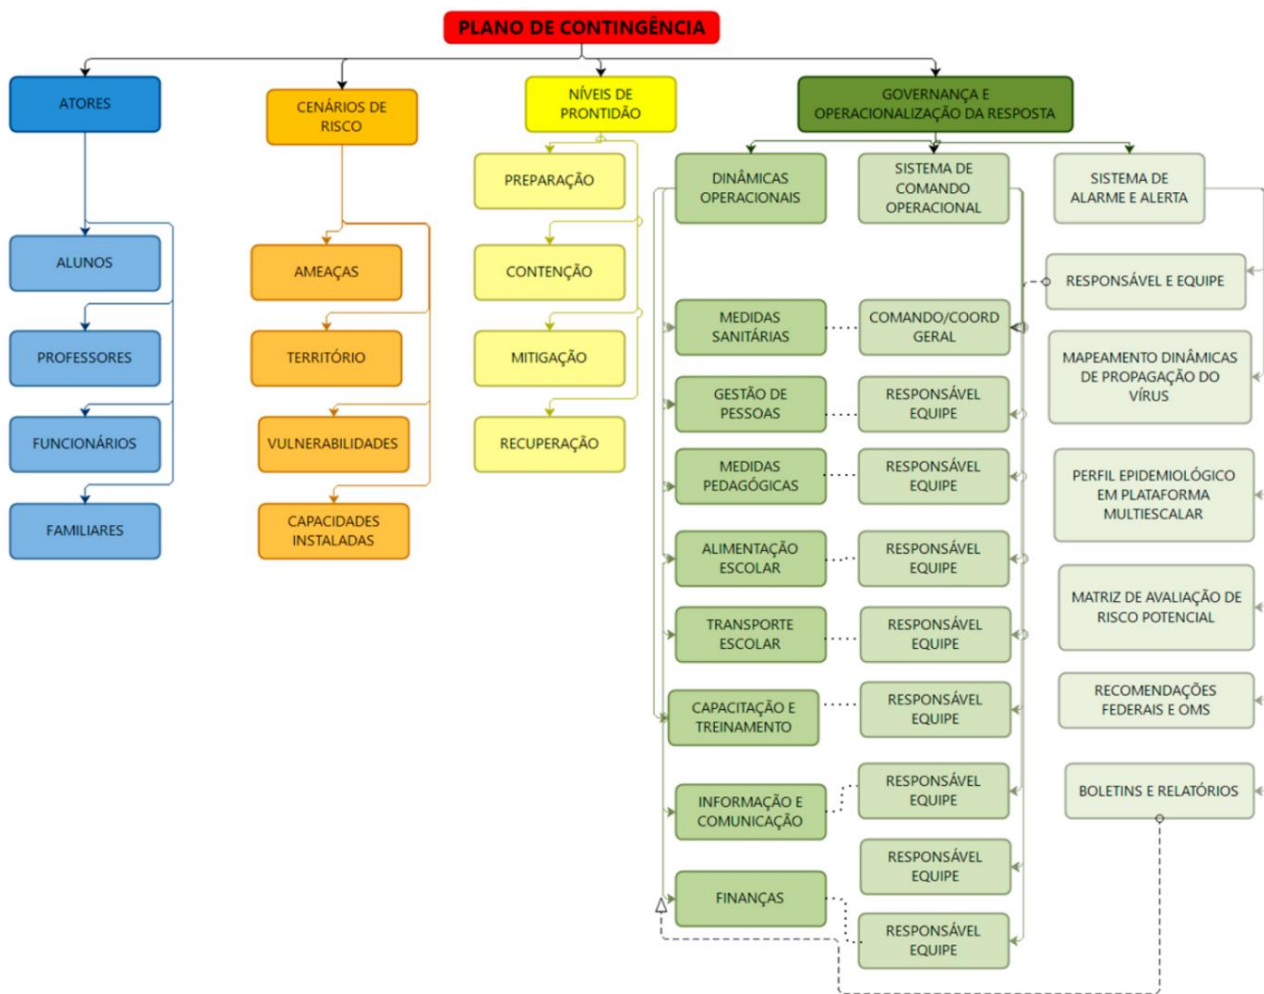 PLANO DE CONTINGÊNCIA
ATORES
CENÁRIOS DE
RISCO
NÍVEIS DE
PRONTIDÃO
GOVERNANÇA E
OPERACIONALIZAÇÃO DA RESPOSTA
ALUNOS
PROFESSORES
FUNCIONÁRIOS
FAMILIARES
AMEAÇAS
TERRITÓRIO
VULNERABILIDADES
CAPACIDADES
INSTALADAS
PREPARAÇÃO
CONTENÇÃO
MITIGAÇÃO
RECUPERAÇÃO
DINÂMICAS
OPERACIONAIS
MEDIDAS
SANITÁRIAS
GESTÃO DE
PESSOAS
MEDIDAS
PEDAGÓGICAS
ALIMENTAÇÃO
ESCOLAR
TRANSPORTE
ESCOLAR
CAPACITAÇÃO E
TREINAMENTO
INFORMAÇÃO E
COMUNICAÇÃO
FINANÇAS
SISTEMA DE
COMANDO
OPERACIONAL
COMANDO/COORD
GERAL
RESPONSÁVEL
EQUIPE
RESPONSÁVEL
EQUIPE
RESPONSÁVEL
EQUIPE
RESPONSÁVEL
EQUIPE
RESPONSÁVEL
EQUIPE
RESPONSÁVEL
EQUIPE
RESPONSÁVEL
EQUIPE
RESPONSÁVEL
EQUIPE
SISTEMA DE
ALARME E ALERTA
RESPONSÁVEL E EQUIPE
MAPEAMENTO DINÂMICAS
DE PROPAGAÇÃO DO
VÍRUS
PERFIL EPIDEMIOLÓGICO
EM PLATAFORMA
MULTIESCALAR
MATRIZ DE AVALIAÇÃO DE
RISCO POTENCIAL
RECOMENDAÇÕES
FEDERAIS E OMS
BOLETINS E RELATÓRIOS